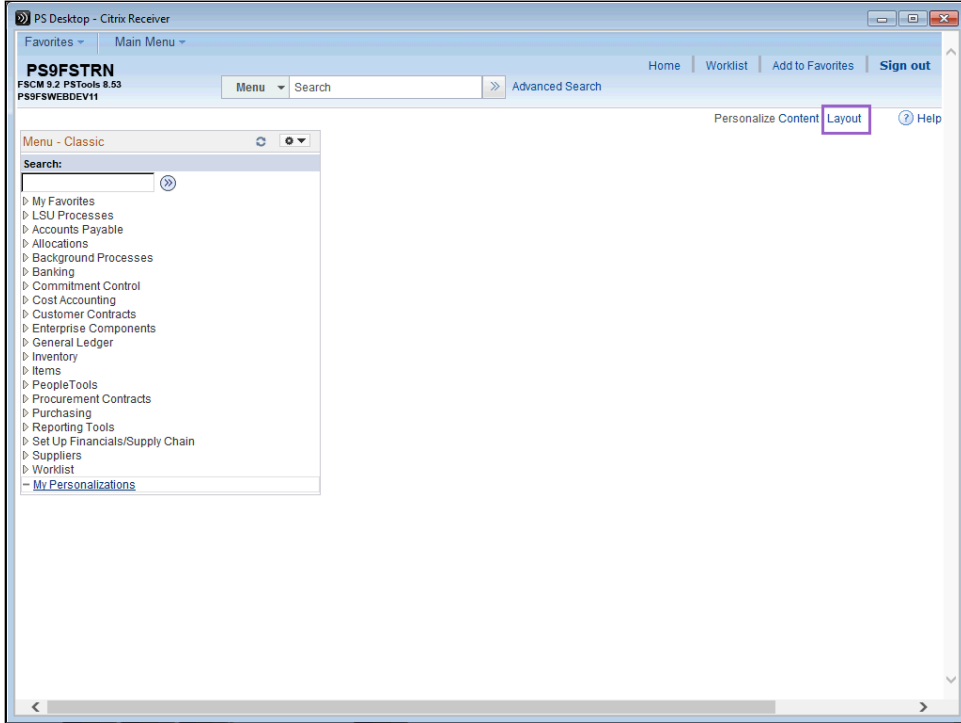 PS Desktop - Citrix Receiver
Favorites Main Menu
PS9FSTRN
FSCM 9.2 PSTools 8.53
PS9FSWEBDEV11
Home Worklist Add to Favorites Sign out
Menu Search Advanced Search
Personalize Content Layout ? Help
Menu - Classic
Search:
My Favorites
LSU Processes
Accounts Payable
Allocations
Background Processes
Banking
Commitment Control
Cost Accounting
Customer Contracts
Enterprise Components
General Ledger
Inventory
Items
PeopleTools
Procurement Contracts
Purchasing
Reporting Tools
Set Up Financials/Supply Chain
Suppliers
Worklist
My Personalizations